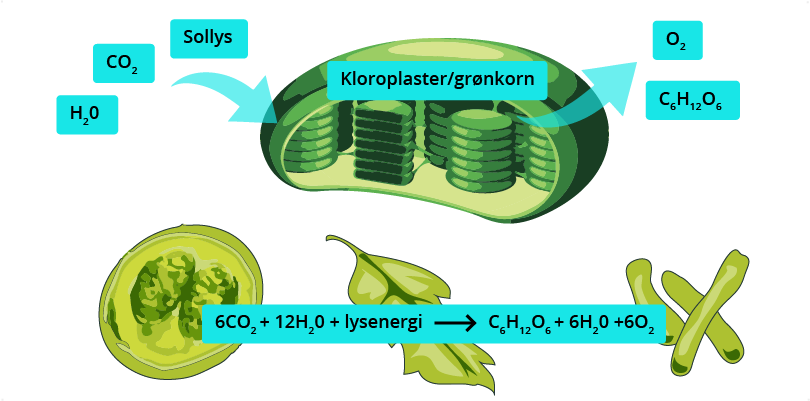 Sollys
CO₂
H₂0
Kloroplaster/grønkorn
O₂
C₆H₁₂O₆
6CO₂ + 12H₂0 + lysenergi ⟶ C₆H₁₂O₆ + 6H₂0 +6O₂